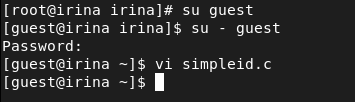 [root@irina irina]# su guest
[guest@irina irina]$ su - guest
Password:
[guest@irina ~]$ vi simpleid.c
[guest@irina ~]$